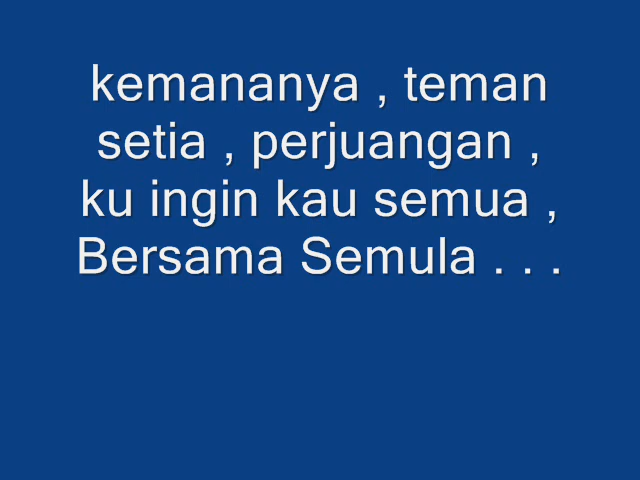 kemananya , teman
setia , perjuangan ,
ku ingin kau semua ,
Bersama Semula . . .